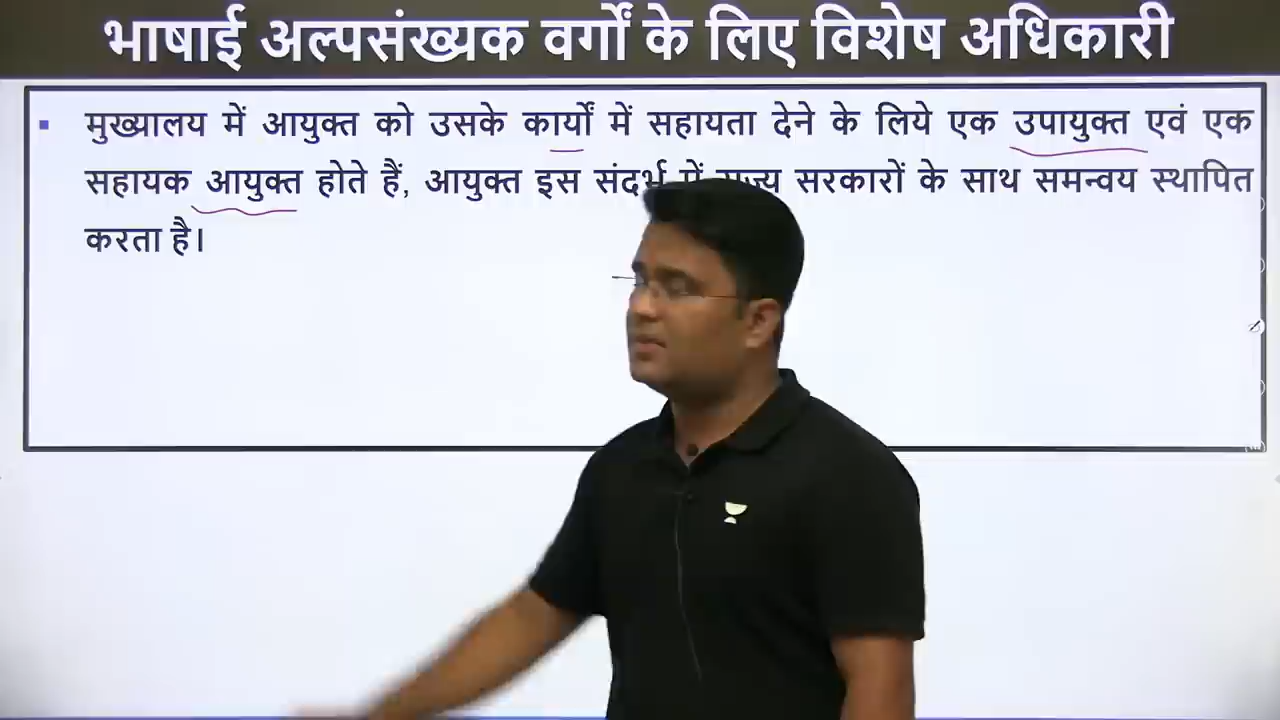 भाषाई अल्पसंख्यक वर्गों के लिए विशेष अधिकारी
▪ मुख्यालय में आयुक्त को उसके कार्यों में सहायता देने के लिये एक उपायुक्त एवं एक
सहायक आयुक्त होते हैं, आयुक्त इस संदर्भ में राज्य सरकारों के साथ समन्वय स्थापित
करता है।